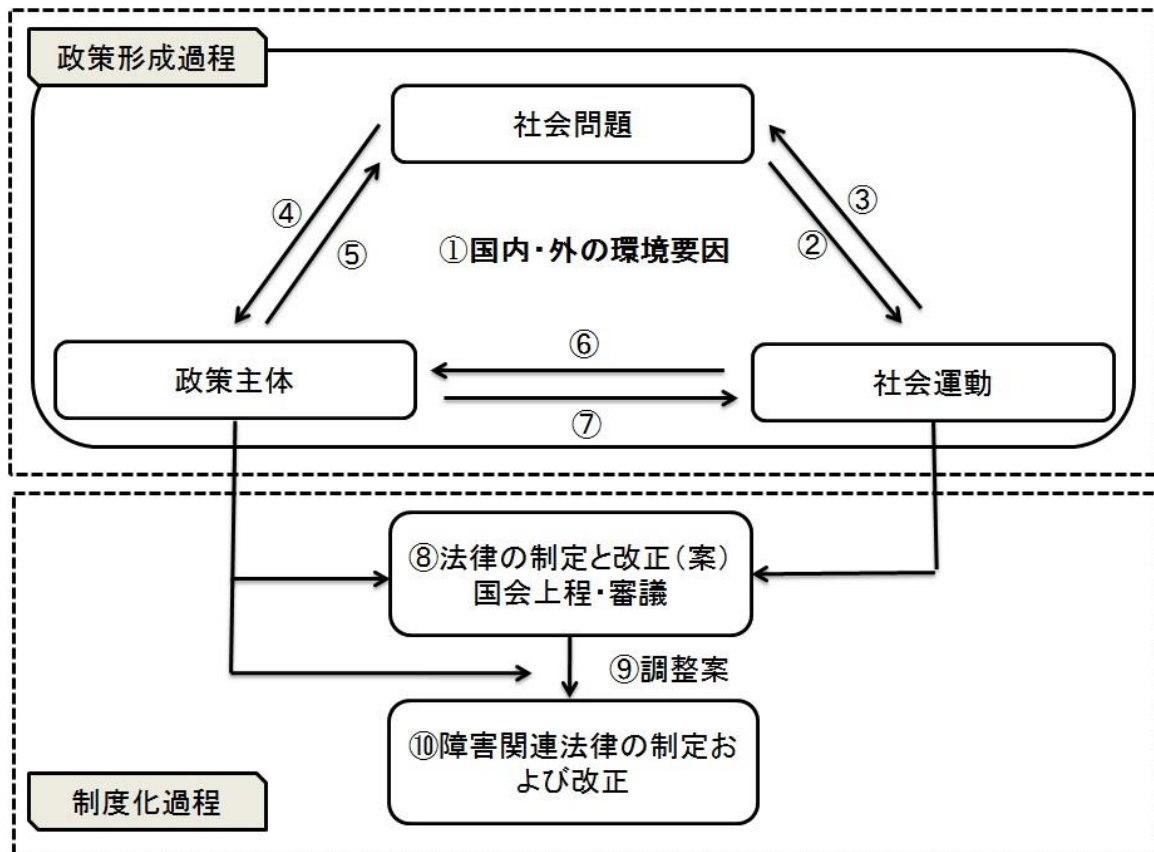 政策形成過程
社会問題
④
③
⑤
①国内・外の環境要因
②
政策主体
⑥
社会運動
⑦
⑧法律の制定と改正(案)
国会上程・審議
⑨調整案
⑩障害関連法律の制定お
よび改正
制度化過程